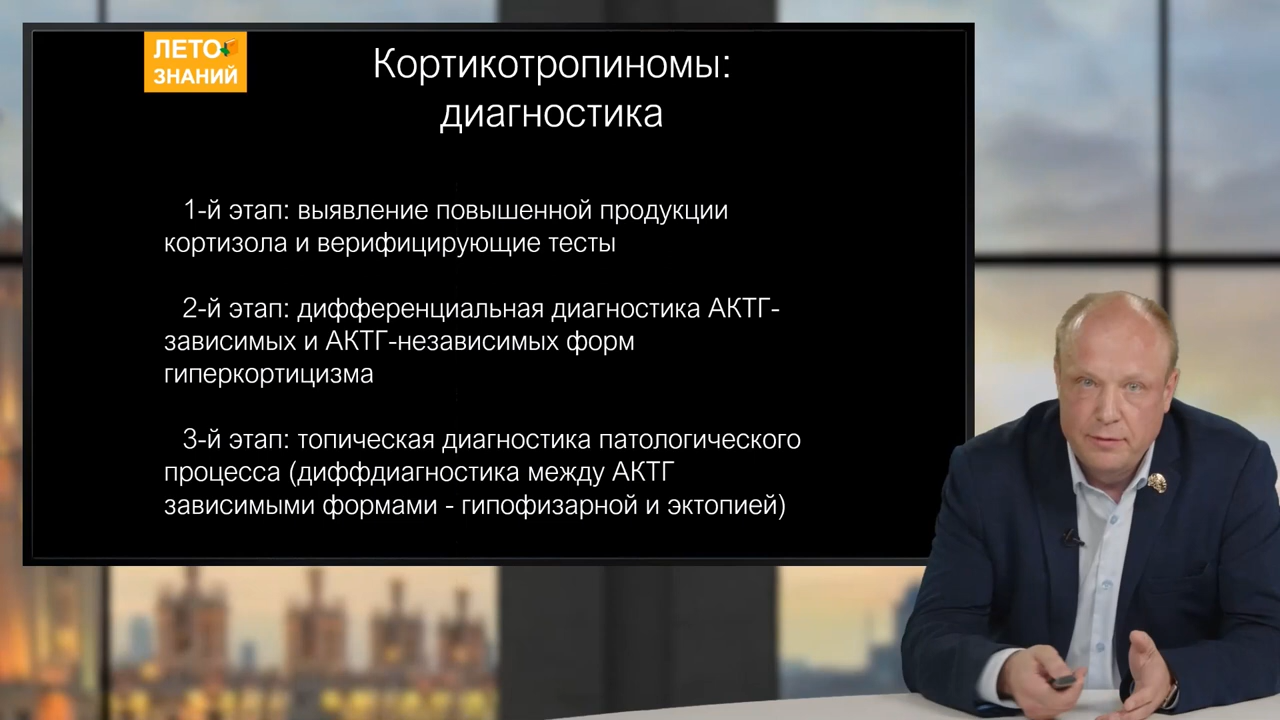 ЛЕТО
ЗНАНИЙ
Кортикотропиномы:
диагностика
1-й этап: выявление повышенной продукции
кортизола и верифицирующие тесты
2-й этап: дифференциальная диагностика АКТГ-
зависимых и АКТГ-независимых форм
гиперкортицизма
3-й этап: топическая диагностика патологического
процесса (диффдиагностика между АКТГ
зависимыми формами - гипофизарной и эктопией)